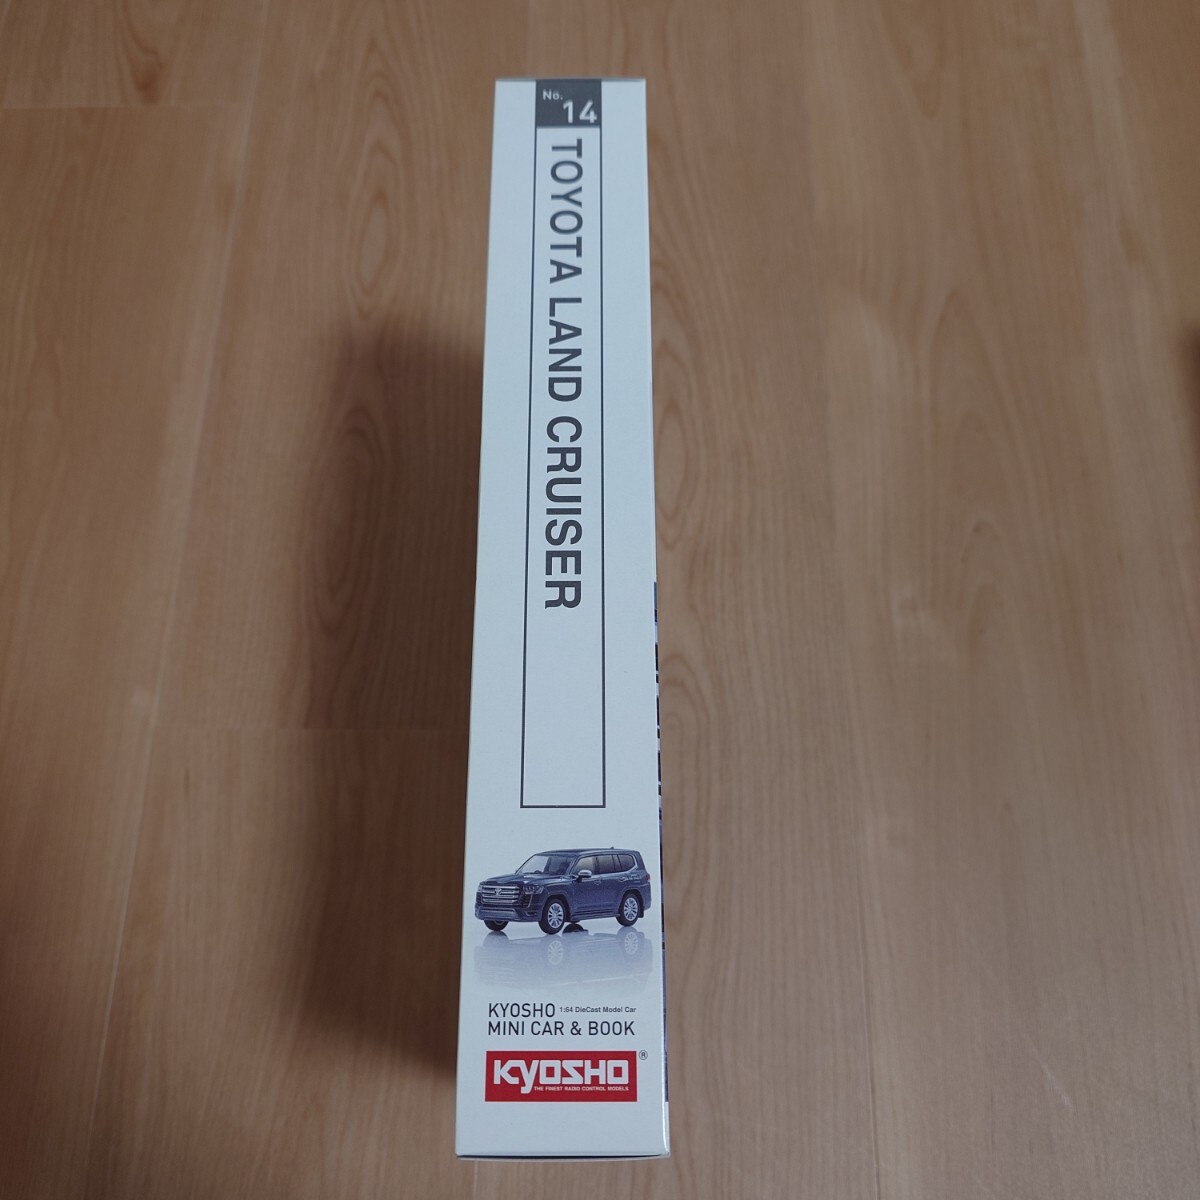 No. 14
TOYOTA LAND CRUISER
KYOSHO 1:64 DieCast Model Car
MINI CAR & BOOK
KYOSHO ®
THE FINEST RADIO CONTROL MODELS